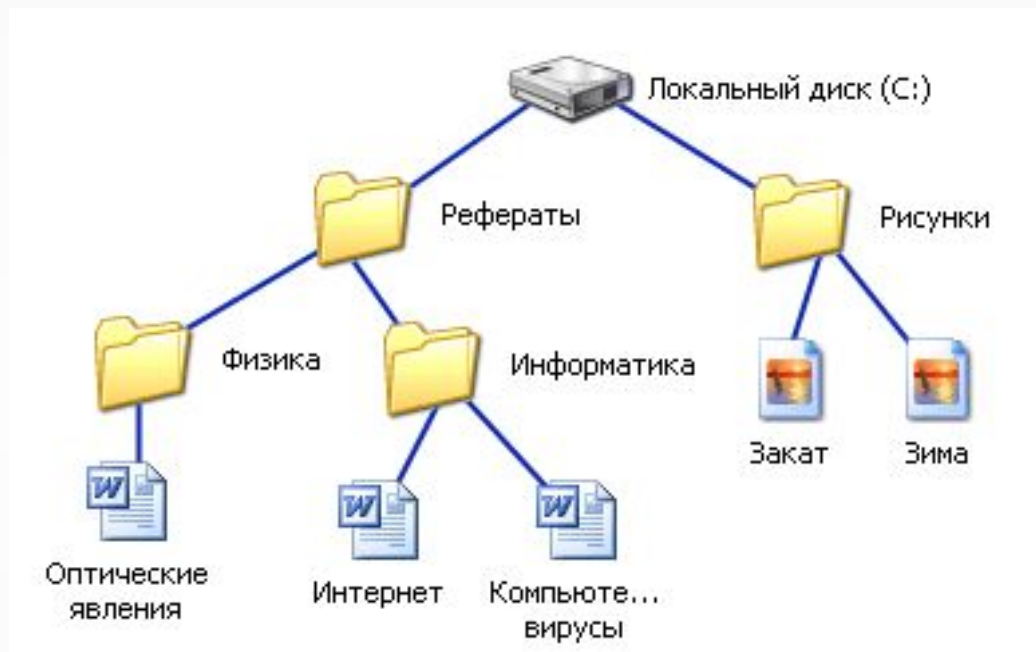 Локальный диск (C:)
Рефераты
Рисунки
Физика
Информатика
Закат
Зима
Оптические
явления
Интернет
Компьюте...
вирусы